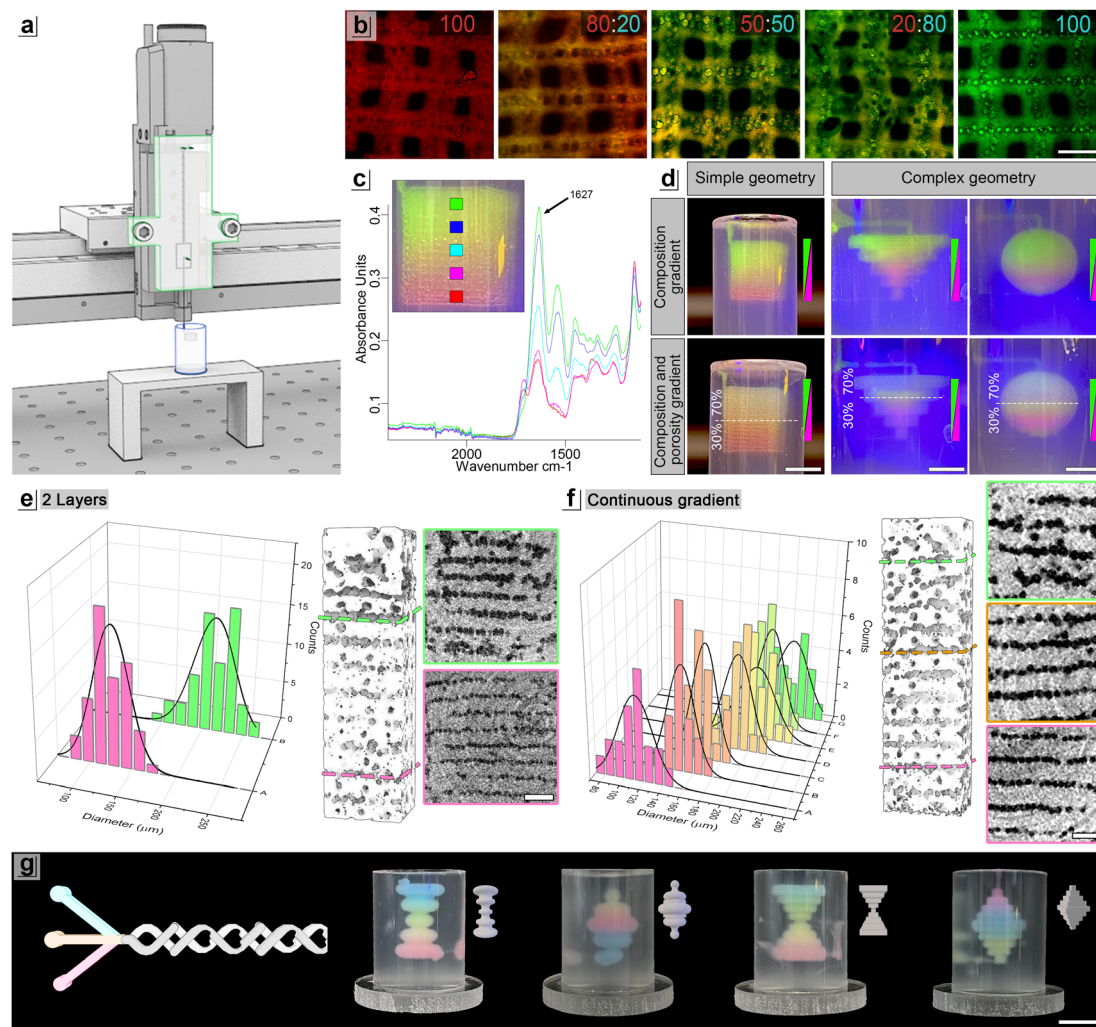 a
b
100
80:20
50:50
20:80
100
c
1627
0.4
0.3
0.2
0.1
Absorbance Units
2000
1500
Wavenumber cm-1
d
Simple geometry
Complex geometry
Composition
gradient
Composition and
porosity gradient
30% 70%
30% 70%
30% 70%
e 2 Layers
20
15
10
5
0
Counts
B
A
100
150
200
250
Diameter (μm)
f Continuous gradient
10
8
6
4
2
0
Counts
G
F
E
D
C
B
A
80
100
120
140
160
180
200
220
240
260
Diameter (μm)
g